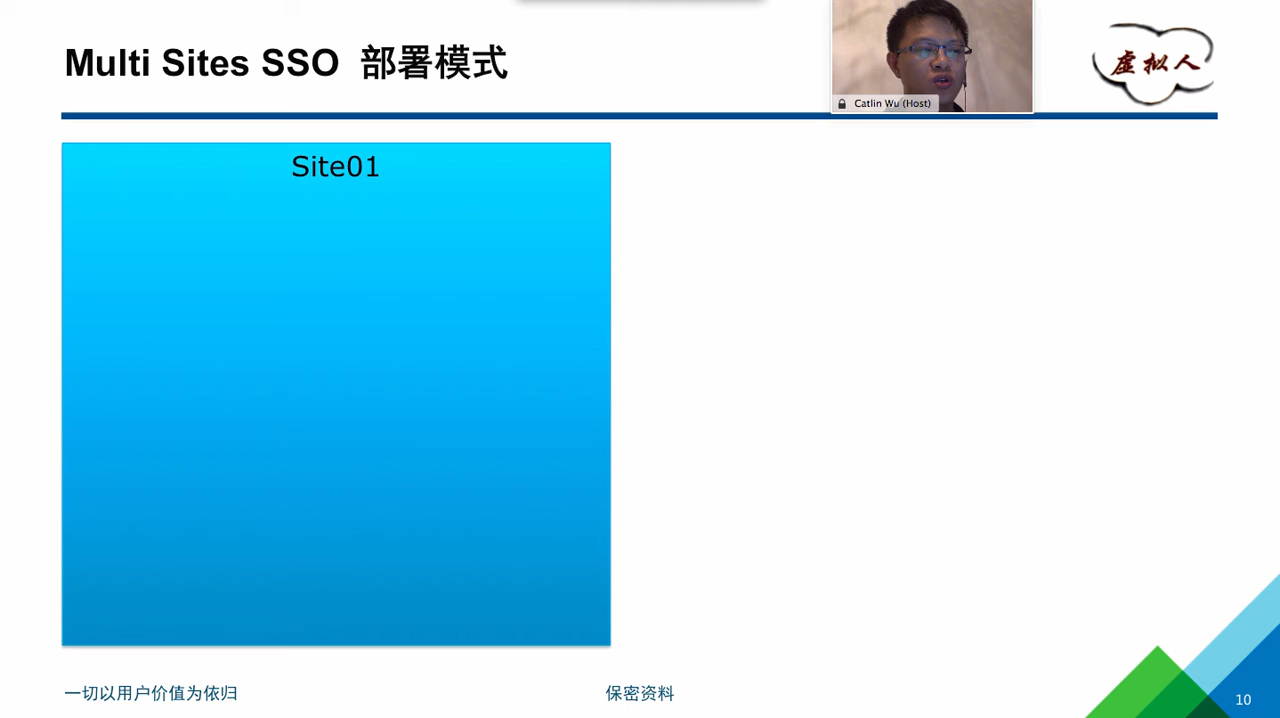 Multi Sites SSO 部署模式
Catlin Wu (Host)
虚拟人
Site01
一切以用户价值为依归
保密资料
10